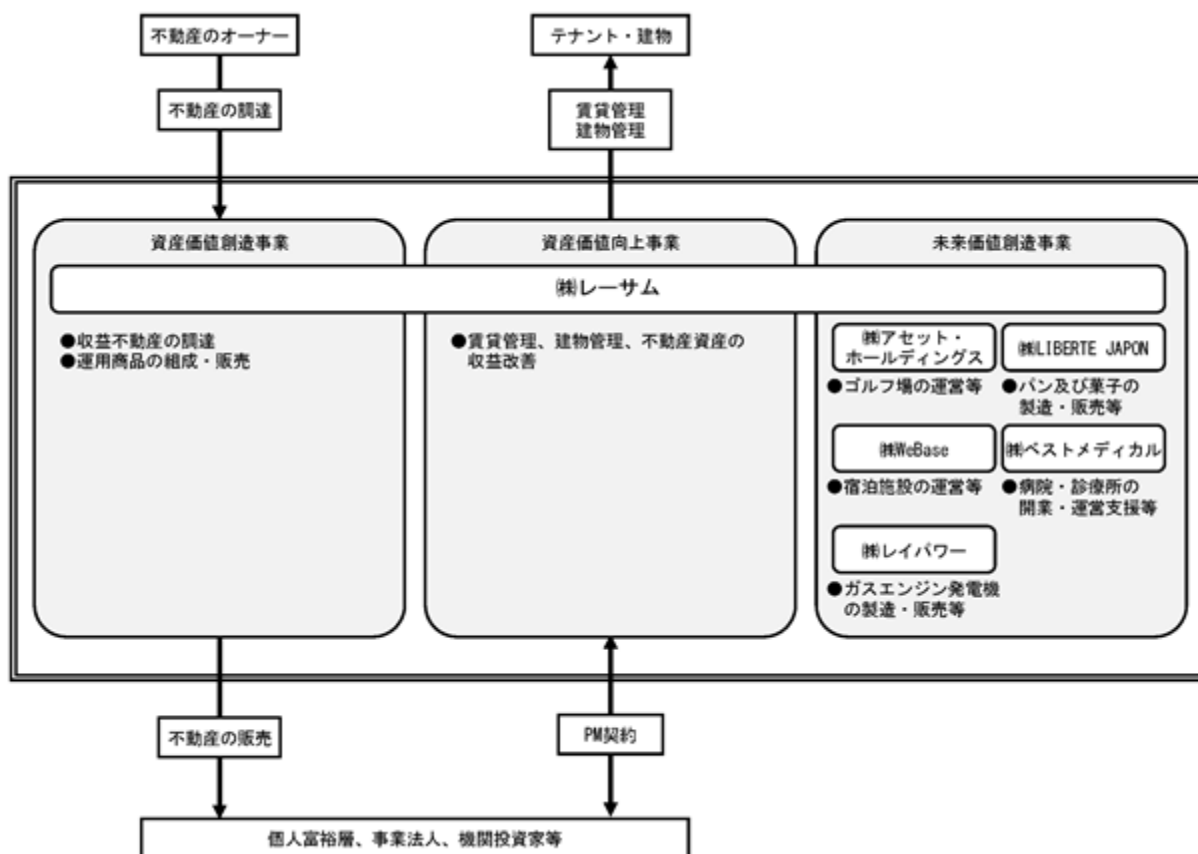 不動産のオーナー
テナント・建物
不動産の調達
賃貸管理
建物管理
資産価値創造事業
資産価値向上事業
未来価値創造事業
㈱レーサム
●収益不動産の調達
●運用商品の組成・販売
●賃貸管理、建物管理、不動産資産の
収益改善
㈱アセット・
ホールディングス
●ゴルフ場の運営等
㈱LIBERTE JAPON
●パン及び菓子の
製造・販売等
㈱WeBase
●宿泊施設の運営等
㈱ベストメディカル
●病院・診療所の
開業・運営支援等
㈱レイパワー
●ガスエンジン発電機
の製造・販売等
不動産の販売
PM契約
個人富裕層、事業法人、機関投資家等